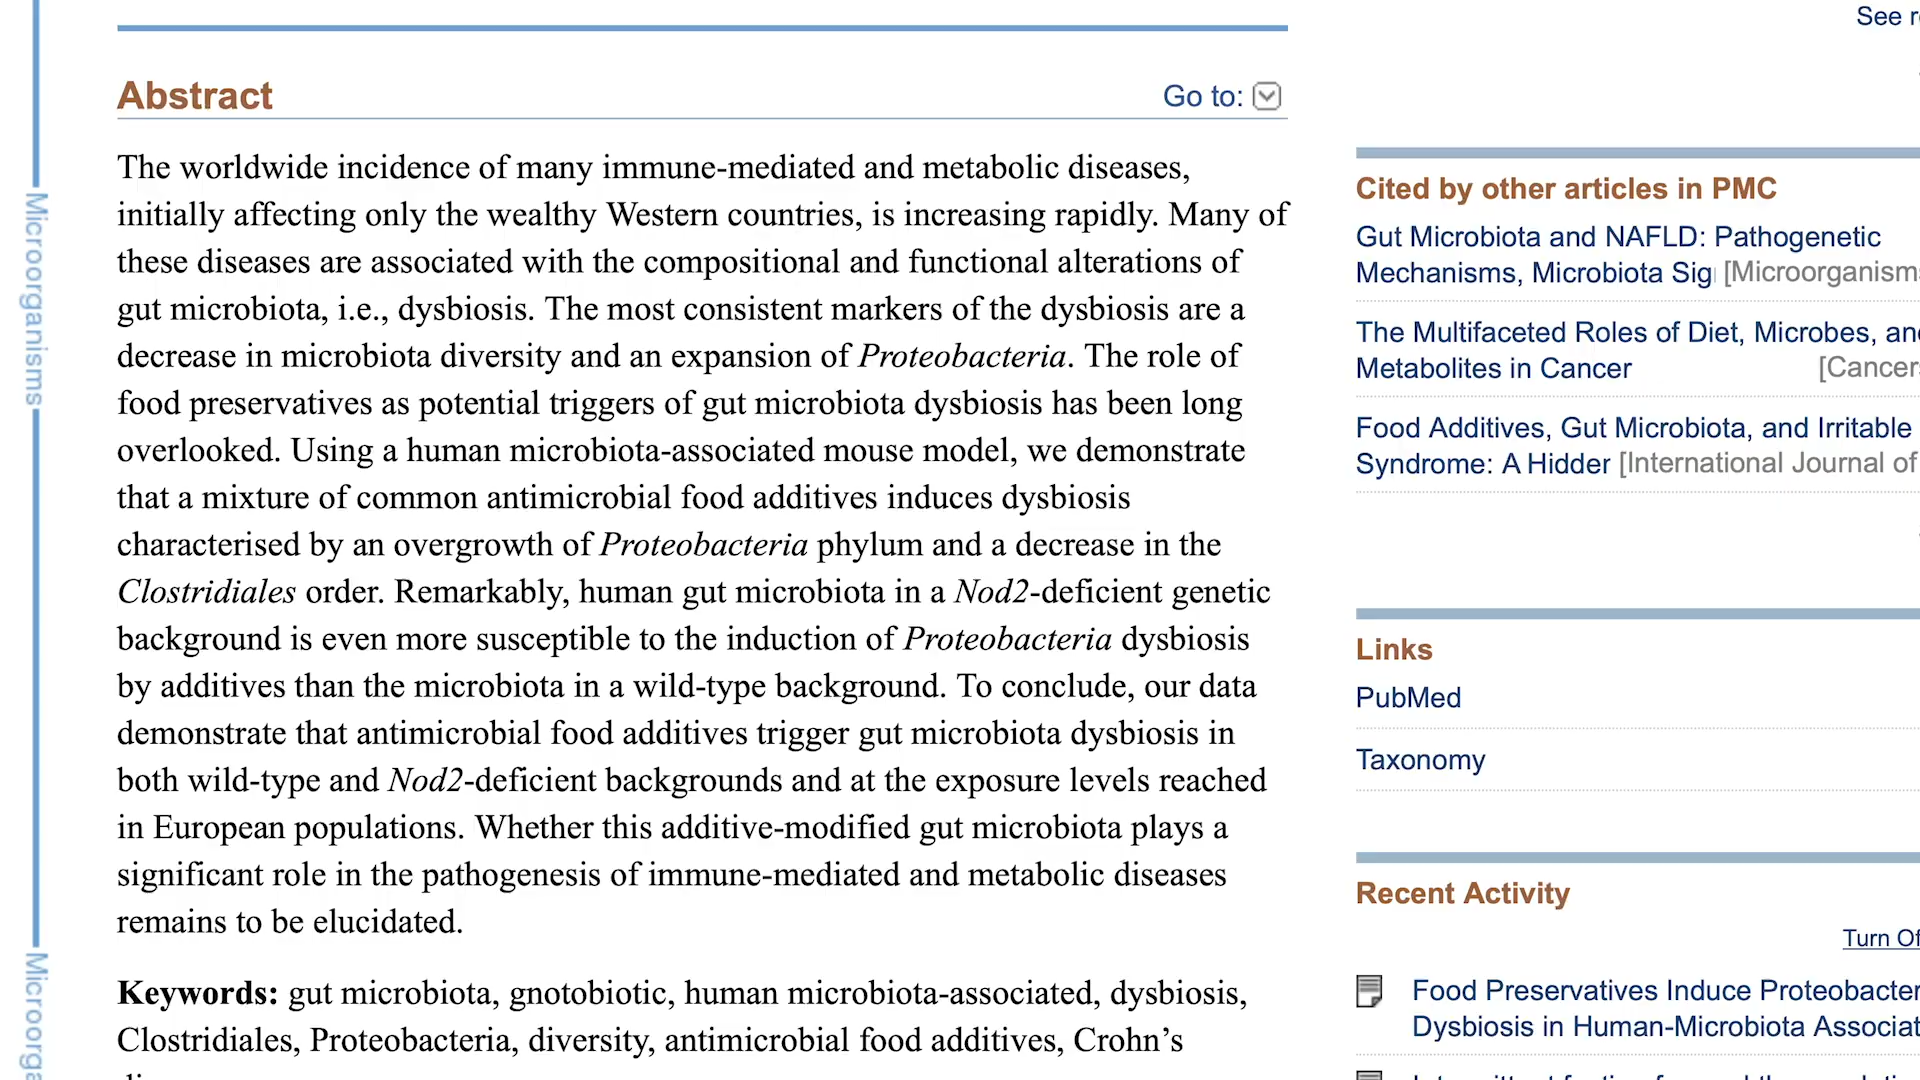 See
Abstract
Go to:
The worldwide incidence of many immune-mediated and metabolic diseases,
initially affecting only the wealthy Western countries, is increasing rapidly. Many of
these diseases are associated with the compositional and functional alterations of
gut microbiota, i.e., dysbiosis. The most consistent markers of the dysbiosis are a
decrease in microbiota diversity and an expansion of Proteobacteria. The role of
food preservatives as potential triggers of gut microbiota dysbiosis has been long
overlooked. Using a human microbiota-associated mouse model, we demonstrate
that a mixture of common antimicrobial food additives induces dysbiosis
characterised by an overgrowth of Proteobacteria phylum and a decrease in the
Clostridiales order. Remarkably, human gut microbiota in a Nod2-deficient genetic
background is even more susceptible to the induction of Proteobacteria dysbiosis
by additives than the microbiota in a wild-type background. To conclude, our data
demonstrate that antimicrobial food additives trigger gut microbiota dysbiosis in
both wild-type and Nod2-deficient backgrounds and at the exposure levels reached
in European populations. Whether this additive-modified gut microbiota plays a
significant role in the pathogenesis of immune-mediated and metabolic diseases
remains to be elucidated.
Keywords: gut microbiota, gnotobiotic, human microbiota-associated, dysbiosis,
Clostridiales, Proteobacteria, diversity, antimicrobial food additives, Crohn’s
Microorganisms
Microorga
Cited by other articles in PMC
Gut Microbiota and NAFLD: Pathogenetic
Mechanisms, Microbiota Sig [Microorganism
The Multifaceted Roles of Diet, Microbes, an
Metabolites in Cancer [Cancer
Food Additives, Gut Microbiota, and Irritable
Syndrome: A Hidder [International Journal of
Links
PubMed
Taxonomy
Recent Activity
Turn Of
Food Preservatives Induce Proteobacter
Dysbiosis in Human-Microbiota Associat